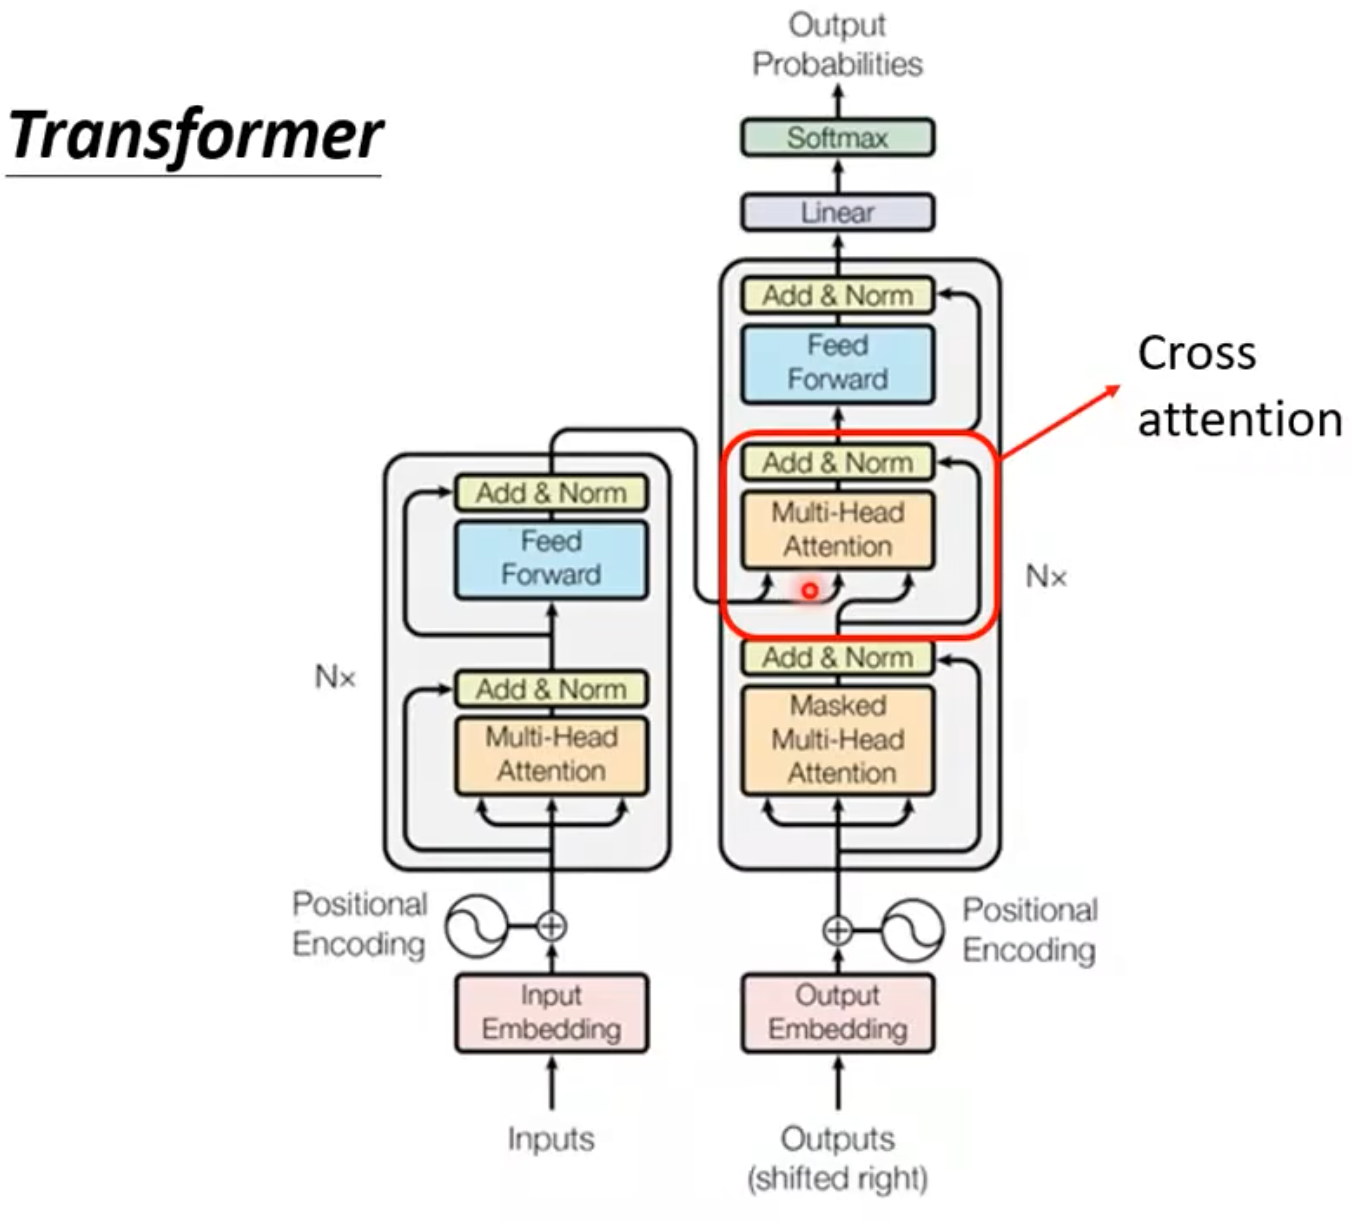 Transformer
Output
Probabilities
Softmax
Linear
Add & Norm
Feed
Forward
Cross
attention
Add & Norm
Multi-Head
Attention
Nx
Add & Norm
Masked
Multi-Head
Attention
Add & Norm
Feed
Forward
Nx
Add & Norm
Multi-Head
Attention
Positional
Encoding
Positional
Encoding
Input
Embedding
Output
Embedding
Inputs
Outputs
(shifted right)